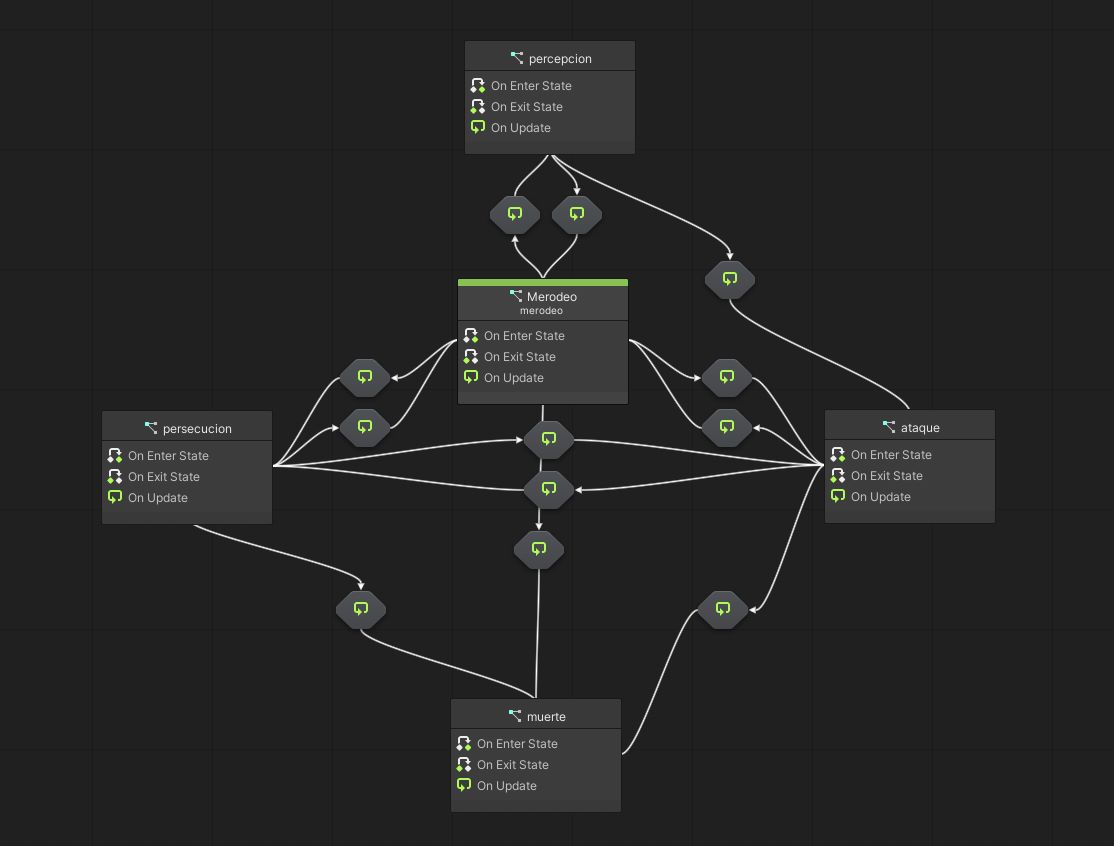 percepcion
On Enter State
On Exit State
On Update
Merodeo
merodeo
On Enter State
On Exit State
On Update
persecucion
On Enter State
On Exit State
On Update
ataque
On Enter State
On Exit State
On Update
muerte
On Enter State
On Exit State
On Update